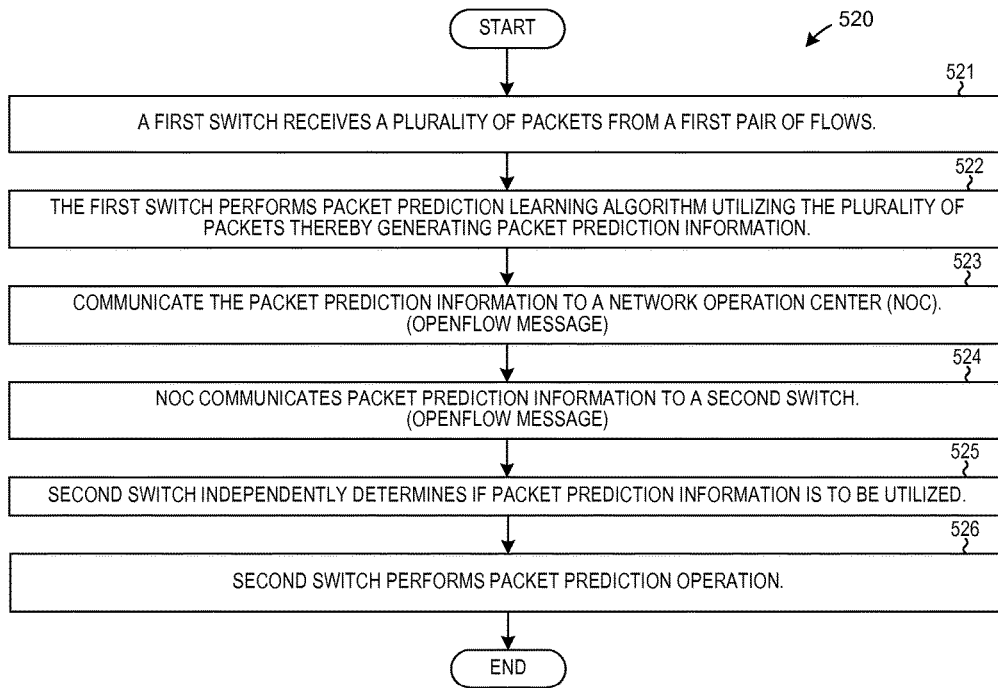 START
520
521
A FIRST SWITCH RECEIVES A PLURALITY OF PACKETS FROM A FIRST PAIR OF FLOWS.
522
THE FIRST SWITCH PERFORMS PACKET PREDICTION LEARNING ALGORITHM UTILIZING THE PLURALITY OF
PACKETS THEREBY GENERATING PACKET PREDICTION INFORMATION.
523
COMMUNICATE THE PACKET PREDICTION INFORMATION TO A NETWORK OPERATION CENTER (NOC).
(OPENFLOW MESSAGE)
524
NOC COMMUNICATES PACKET PREDICTION INFORMATION TO A SECOND SWITCH.
(OPENFLOW MESSAGE)
525
SECOND SWITCH INDEPENDENTLY DETERMINES IF PACKET PREDICTION INFORMATION IS TO BE UTILIZED.
526
SECOND SWITCH PERFORMS PACKET PREDICTION OPERATION.
END